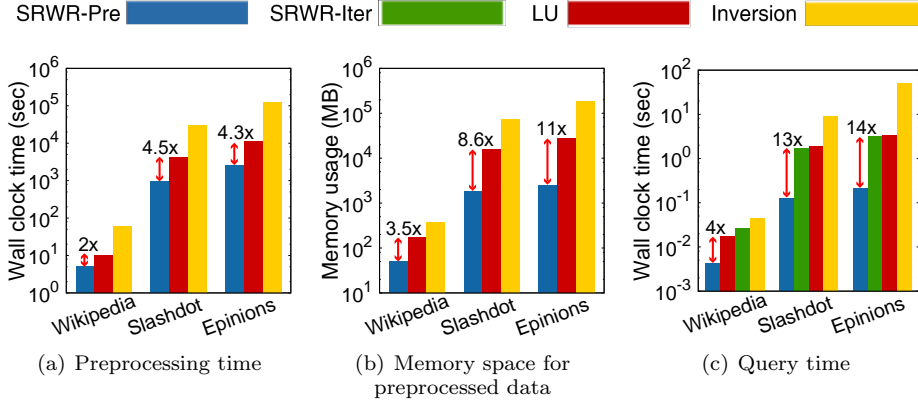 SRWR-Pre SRWR-Iter LU Inversion
Wall clock time (sec)
10^6
10^5
10^4
10^3
10^2
10^1
10^0
2x
4.5x
4.3x
Wikipedia
Slashdot
Epinions
(a) Preprocessing time
Memory usage (MB)
10^6
10^5
10^4
10^3
10^2
10^1
3.5x
8.6x
11x
Wikipedia
Slashdot
Epinions
(b) Memory space for
preprocessed data
Wall clock time (sec)
10^2
10^1
10^0
10^-1
10^-2
10^-3
4x
13x
14x
Wikipedia
Slashdot
Epinions
(c) Query time